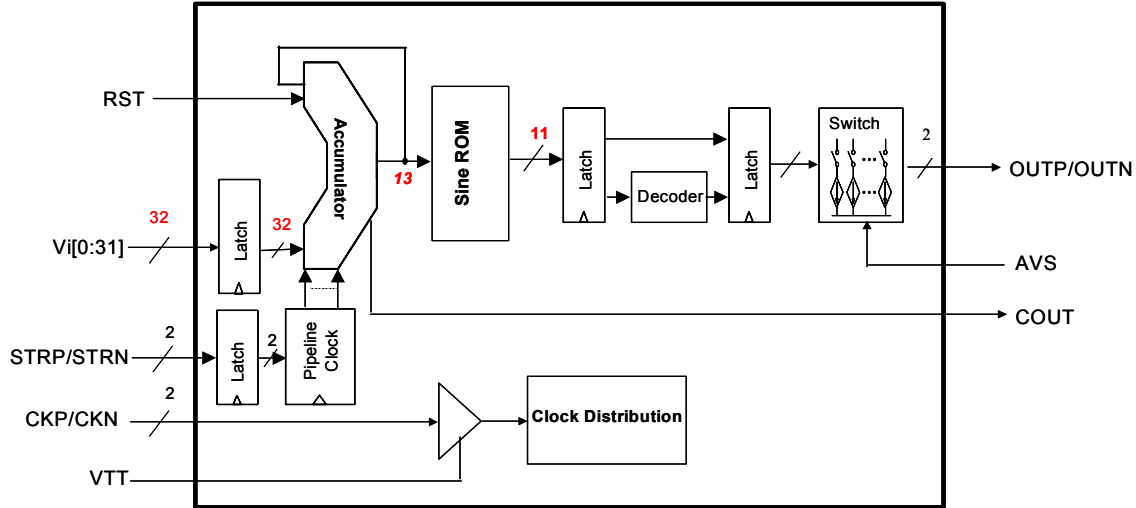 RST
Accumulator
13
Sine ROM
11
Latch
Decoder
Latch
Switch
2
OUTP/OUTN
32
Vi[0:31]
Latch
32
AVS
COUT
2
STRP/STRN
Latch
2
Pipeline
Clock
2
CKP/CKN
Clock Distribution
VTT